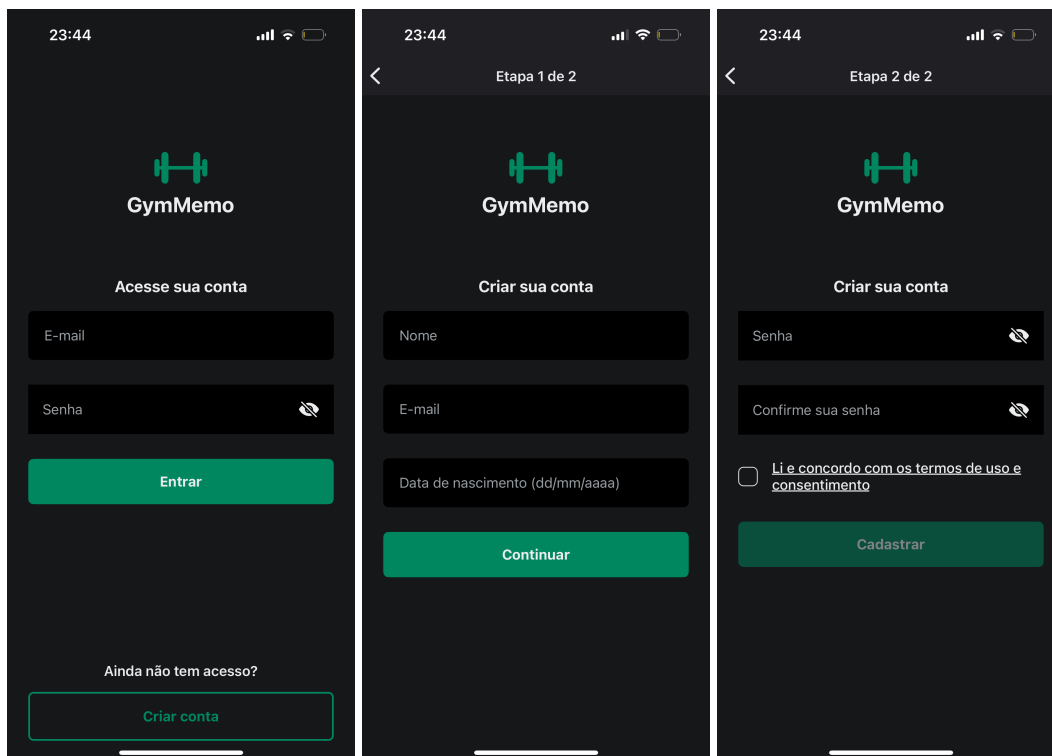 23:44
GymMemo
Acesse sua conta
E-mail
Senha
Entrar
Ainda não tem acesso?
Criar conta
23:44
Etapa 1 de 2
GymMemo
Criar sua conta
Nome
E-mail
Data de nascimento (dd/mm/aaaa)
Continuar
23:44
Etapa 2 de 2
GymMemo
Criar sua conta
Senha
Confirme sua senha
Li e concordo com os termos de uso e
consentimento
Cadastrar